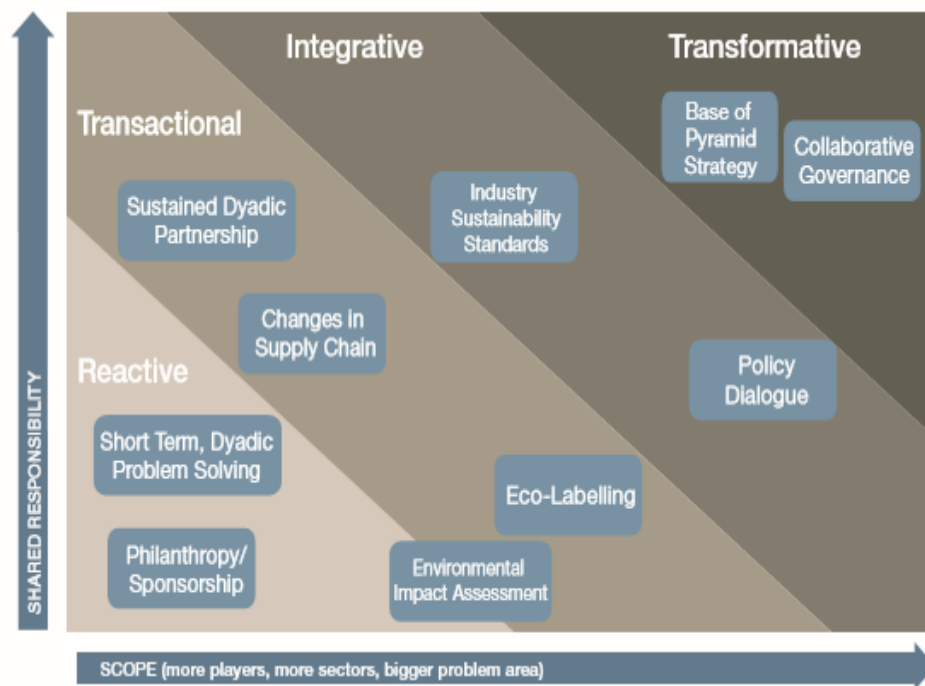 Integrative
Transformative
Transactional
Base of
Pyramid
Strategy
Collaborative
Governance
Sustained Dyadic
Partnership
Industry
Sustainability
Standards
Changes in
Supply Chain
Reactive
Policy
Dialogue
Short Term, Dyadic
Problem Solving
Eco-Labelling
Philanthropy/
Sponsorship
Environmental
Impact Assessment
SHARED RESPONSIBILITY
SCOPE (more players, more sectors, bigger problem area)